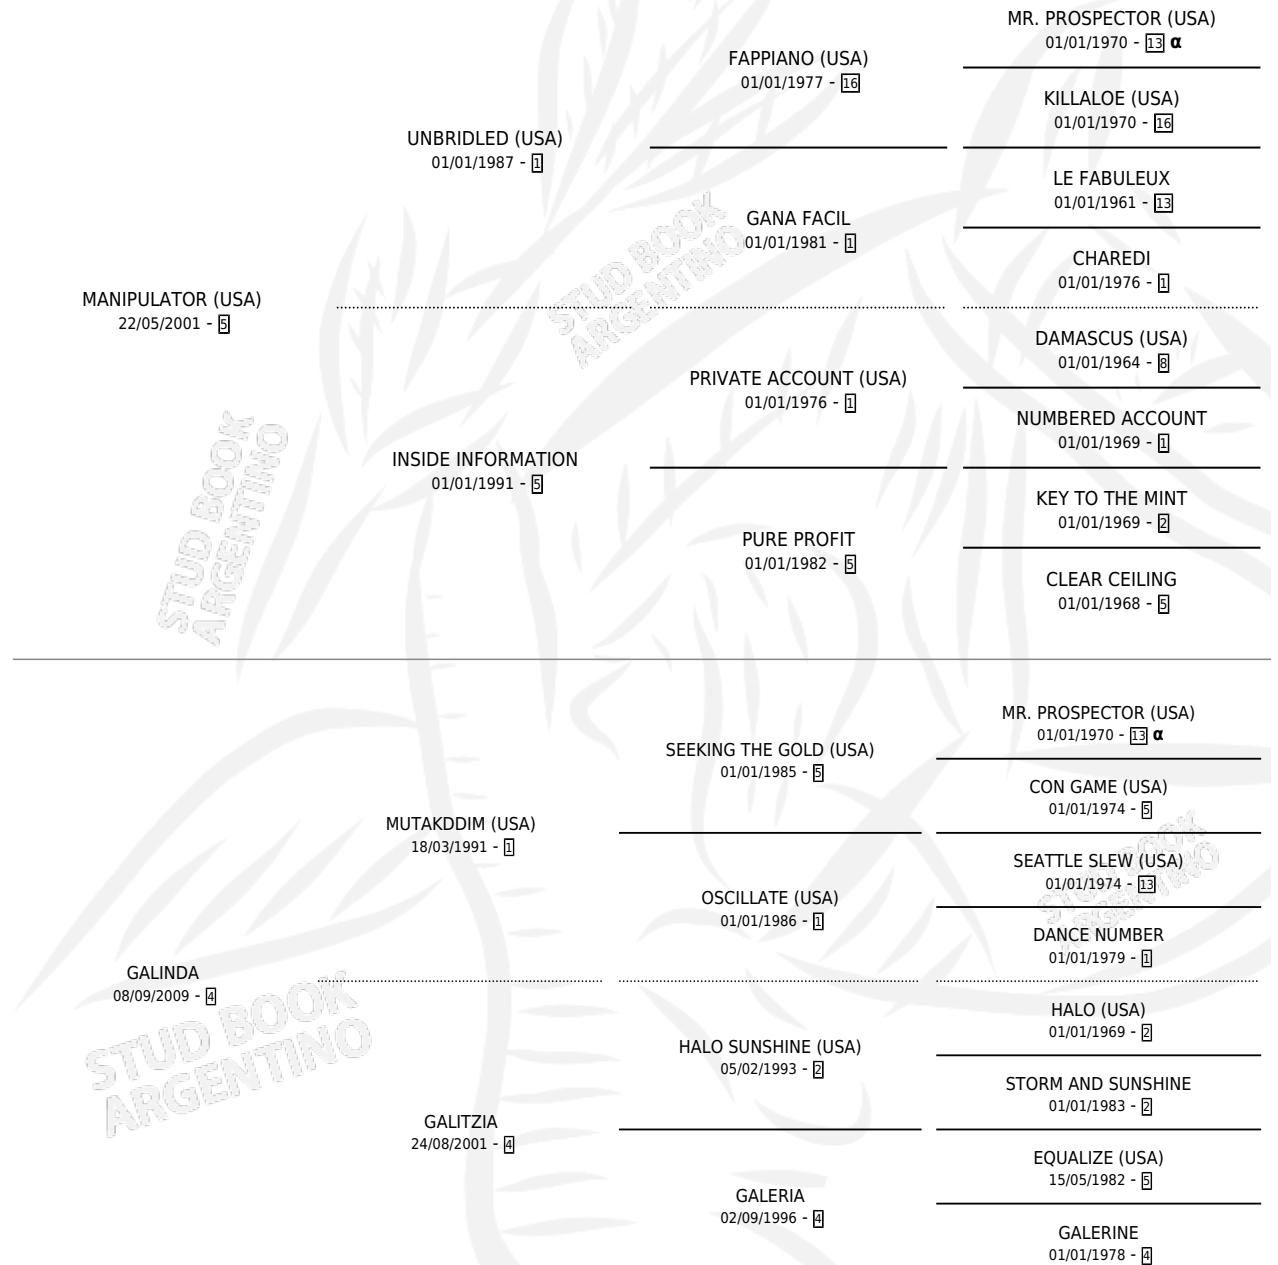 MR. PROSPECTOR (USA)
01/01/1970 - 13 α
FAPPIANO (USA)
01/01/1977 - 16
KILLALOE (USA)
01/01/1970 - 16
UNBRIDLED (USA)
01/01/1987 - 1
LE FABULEUX
01/01/1961 - 13
GANA FACIL
01/01/1981 - 1
CHAREDI
01/01/1976 - 1
MANIPULATOR (USA)
22/05/2001 - 5
DAMASCUS (USA)
01/01/1964 - 8
PRIVATE ACCOUNT (USA)
01/01/1976 - 1
NUMBERED ACCOUNT
01/01/1969 - 1
INSIDE INFORMATION
01/01/1991 - 5
KEY TO THE MINT
01/01/1969 - 2
PURE PROFIT
01/01/1982 - 5
CLEAR CEILING
01/01/1968 - 5
MR. PROSPECTOR (USA)
01/01/1970 - 13 α
SEEKING THE GOLD (USA)
01/01/1985 - 5
CON GAME (USA)
01/01/1974 - 5
MUTAKDDIM (USA)
18/03/1991 - 1
SEATTLE SLEW (USA)
01/01/1974 - 13
OSCILLATE (USA)
01/01/1986 - 1
DANCE NUMBER
01/01/1979 - 1
GALINDA
08/09/2009 - 4
HALO (USA)
01/01/1969 - 2
HALO SUNSHINE (USA)
05/02/1993 - 2
STORM AND SUNSHINE
01/01/1983 - 2
GALITZIA
24/08/2001 - 4
EQUALIZE (USA)
15/05/1982 - 5
GALERIA
02/09/1996 - 4
GALERINE
01/01/1978 - 4
STUD BOOK
ARGENTINO
STUD BOOK
ARGENTINO
STUD BOOK
ARGENTINO
STUD BOOK
ARGENTINO